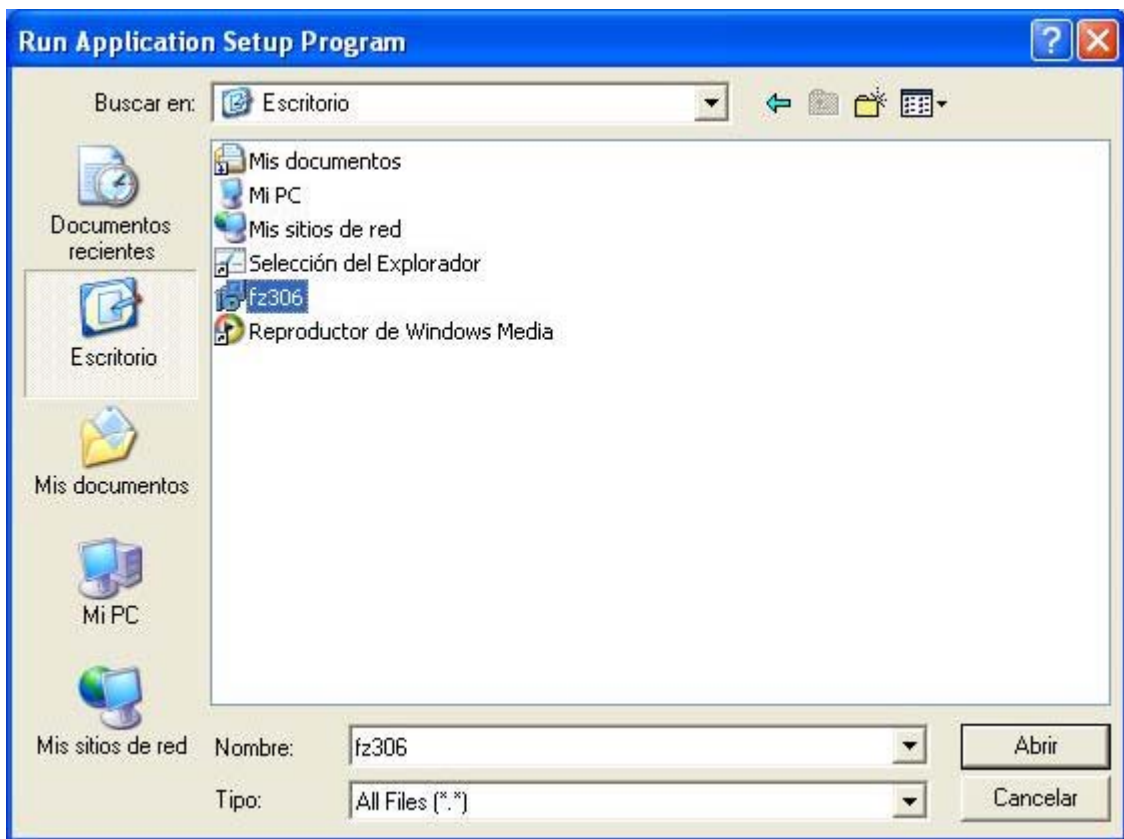 Run Application Setup Program
Buscar en:
Escritorio
Documentos
recientes
Escritorio
Mis documentos
Mi PC
Mis sitios de red
Mis documentos
Mi PC
Mis sitios de red
Selección del Explorador
fz306
Reproductor de Windows Media
Nombre:
fz306
Abrir
Tipo:
All Files (*.*)
Cancelar